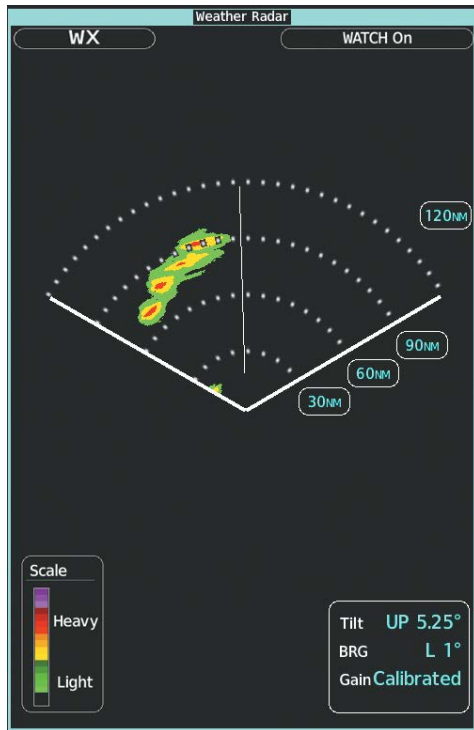 Weather Radar
WX
WATCH On
120NM
90NM
60NM
30NM
Scale
Heavy
Light
Tilt UP 5.25°
BRG L 1°
Gain Calibrated